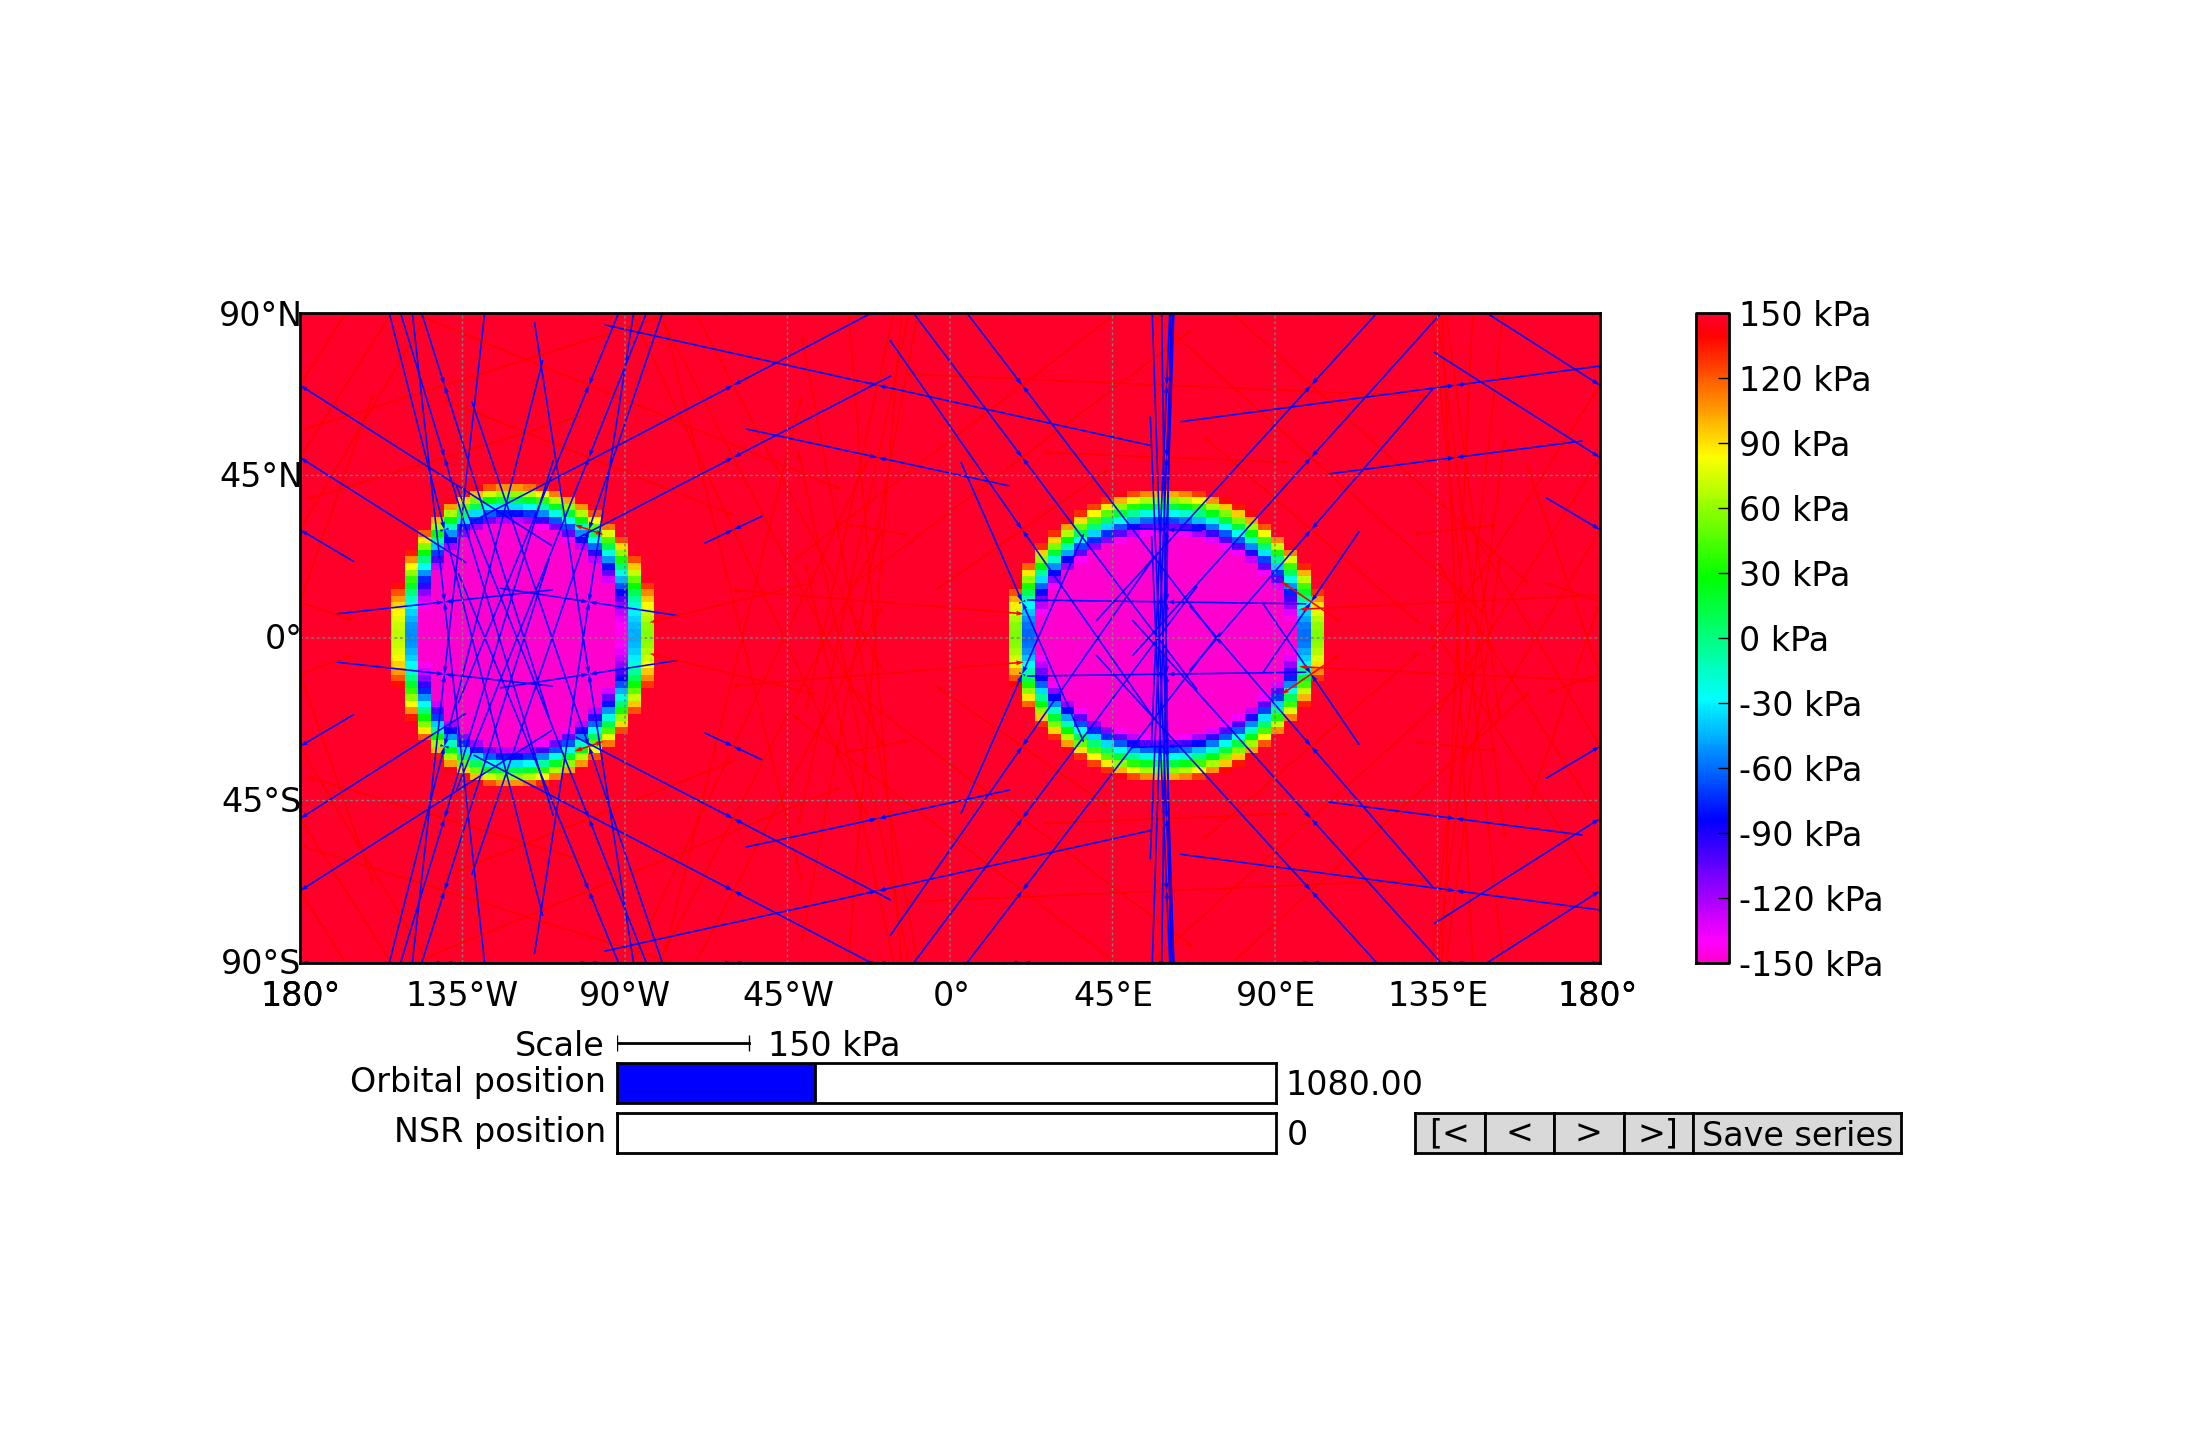 90°N
45°N
0°
45°S
90°S
180° 135°W 90°W 45°W 0° 45°E 90°E 135°E 180°
150 kPa
120 kPa
90 kPa
60 kPa
30 kPa
0 kPa
-30 kPa
-60 kPa
-90 kPa
-120 kPa
-150 kPa
Scale 150 kPa
Orbital position 1080.00
NSR position 0 [< < > >] Save series